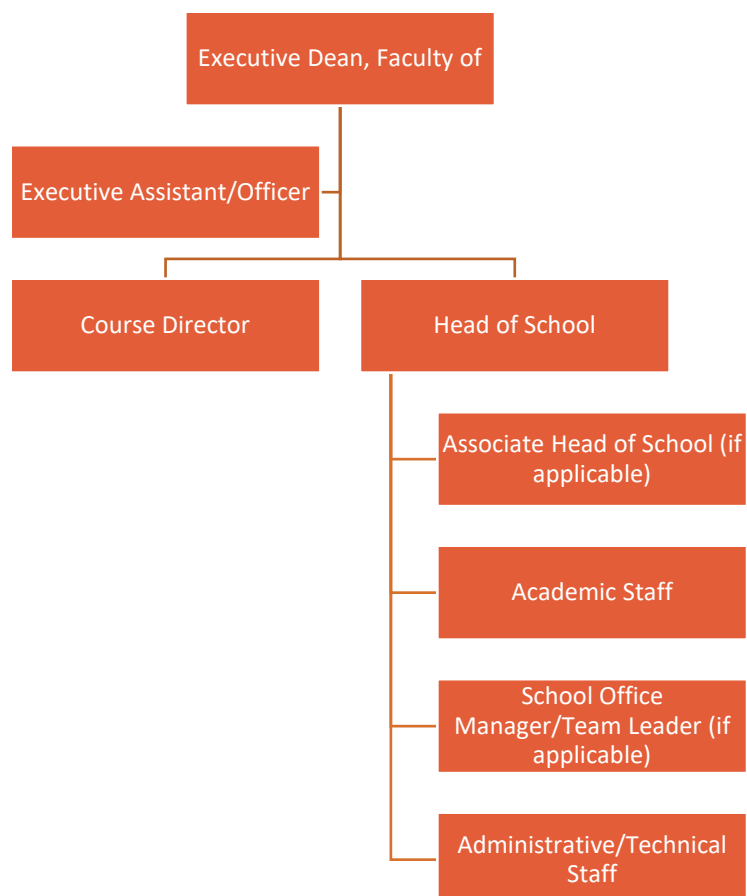 Executive Dean, Faculty of
Executive Assistant/Officer
Course Director
Head of School
Associate Head of School (if
applicable)
Academic Staff
School Office
Manager/Team Leader (if
applicable)
Administrative/Technical
Staff